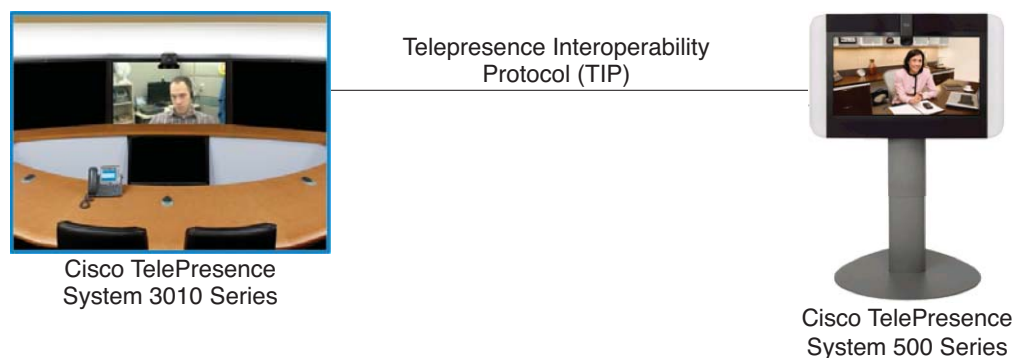 Telepresence Interoperability
Protocol (TIP)
Cisco TelePresence
System 3010 Series
Cisco TelePresence
System 500 Series